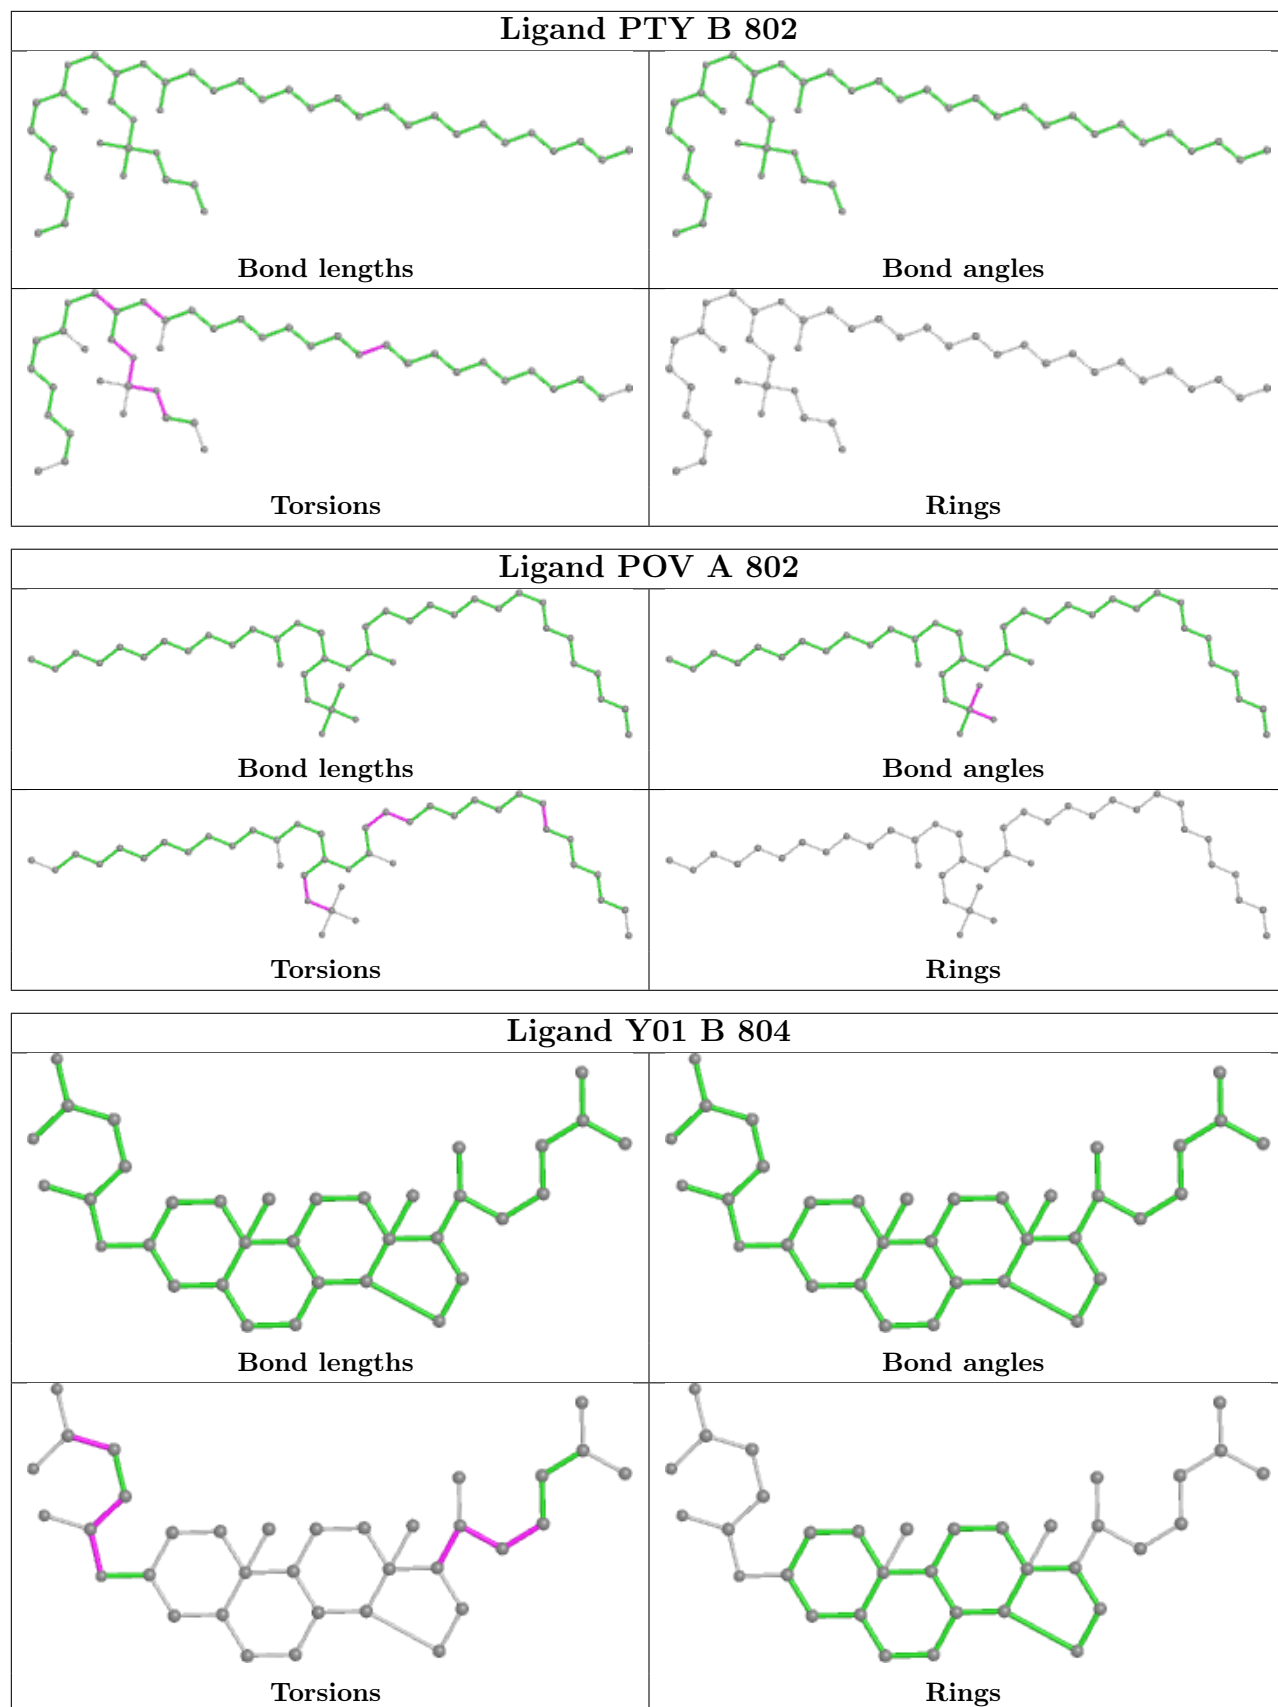 Ligand PTY B 802
Bond lengths
Bond angles
Torsions
Rings
Ligand POV A 802
Bond lengths
Bond angles
Torsions
Rings
Ligand Y01 B 804
Bond lengths
Bond angles
Torsions
Rings